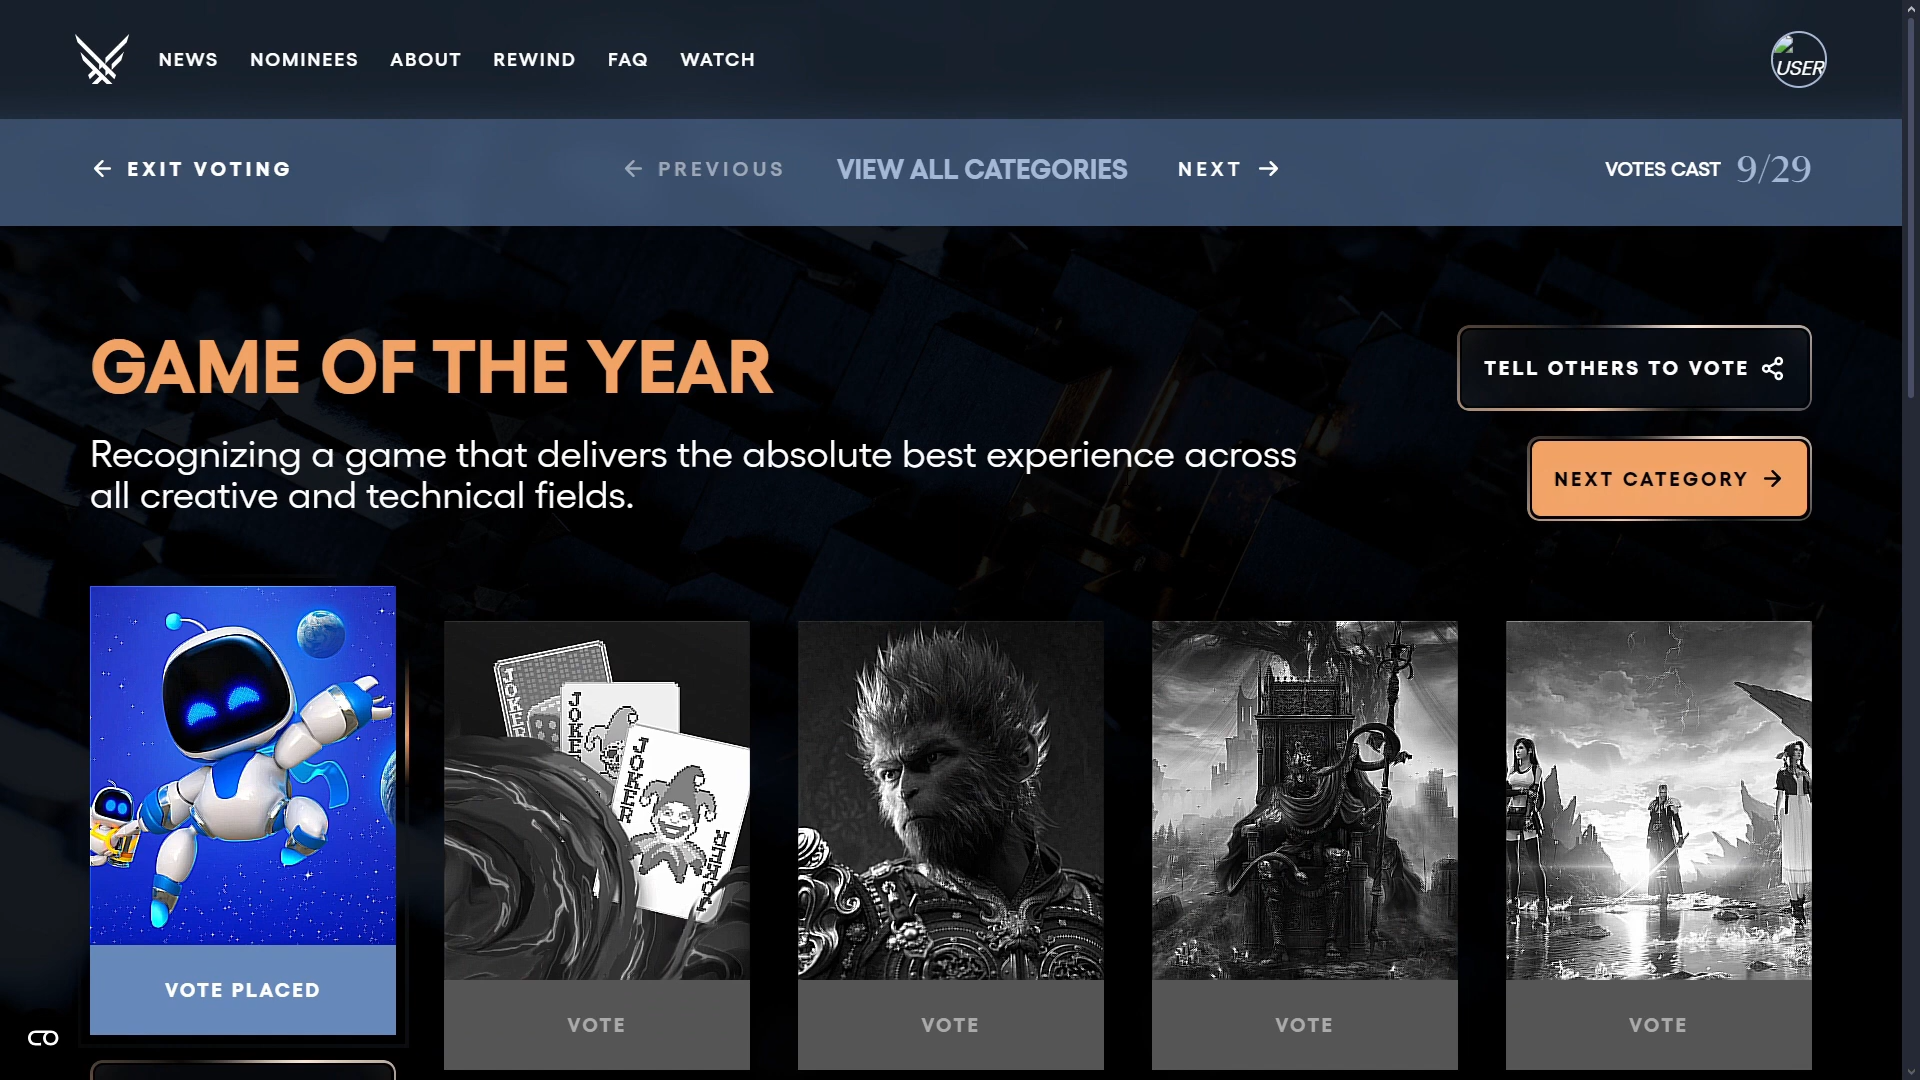 NEWS NOMINEES ABOUT REWIND FAQ WATCH
USER
EXIT VOTING
PREVIOUS
VIEW ALL CATEGORIES
NEXT
VOTES CAST 9/29
GAME OF THE YEAR
TELL OTHERS TO VOTE
Recognizing a game that delivers the absolute best experience across
all creative and technical fields.
NEXT CATEGORY
JOKER
JOKER
JOKER
JOKER
VOTE PLACED
VOTE
VOTE
VOTE
VOTE